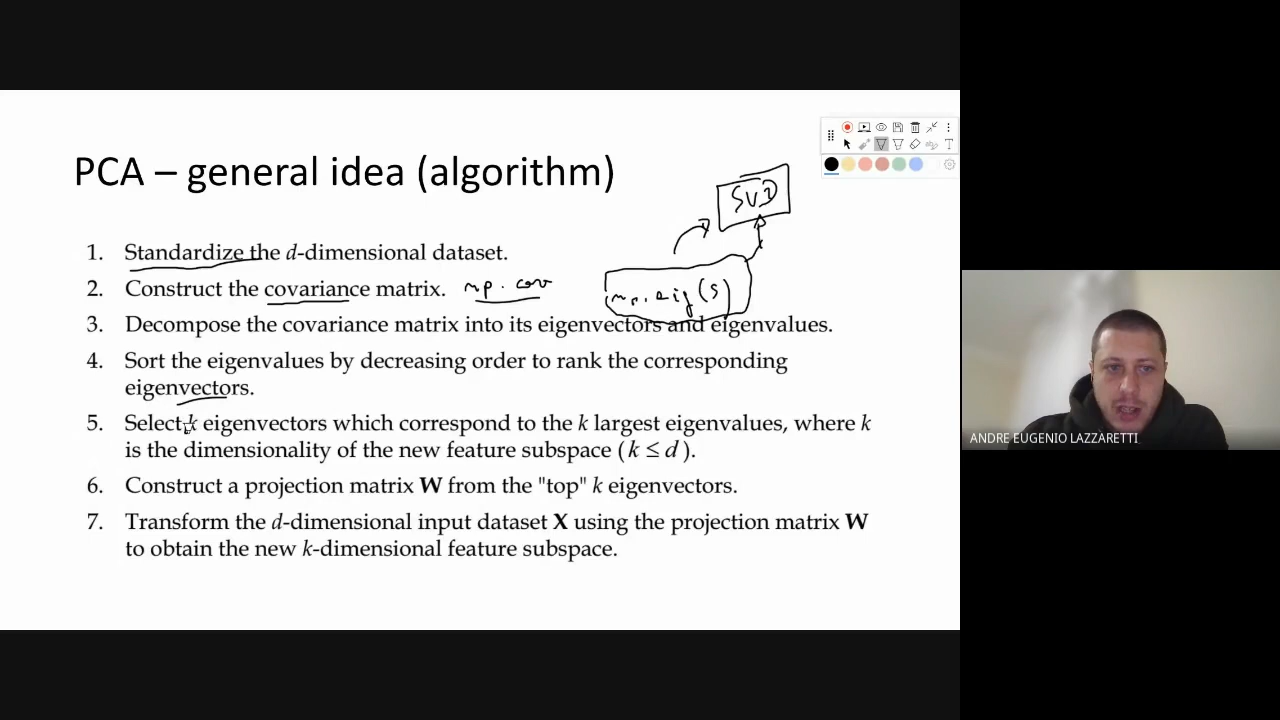 PCA – general idea (algorithm)
SVD
1. Standardize the d-dimensional dataset.
2. Construct the covariance matrix. np. cov
np. eig (S)
3. Decompose the covariance matrix into its eigenvectors and eigenvalues.
4. Sort the eigenvalues by decreasing order to rank the corresponding
eigenvectors.
5. Select k eigenvectors which correspond to the k largest eigenvalues, where k
is the dimensionality of the new feature subspace (k ≤ d).
6. Construct a projection matrix W from the "top" k eigenvectors.
7. Transform the d-dimensional input dataset X using the projection matrix W
to obtain the new k-dimensional feature subspace.
ANDRE EUGENIO LAZZARETTI